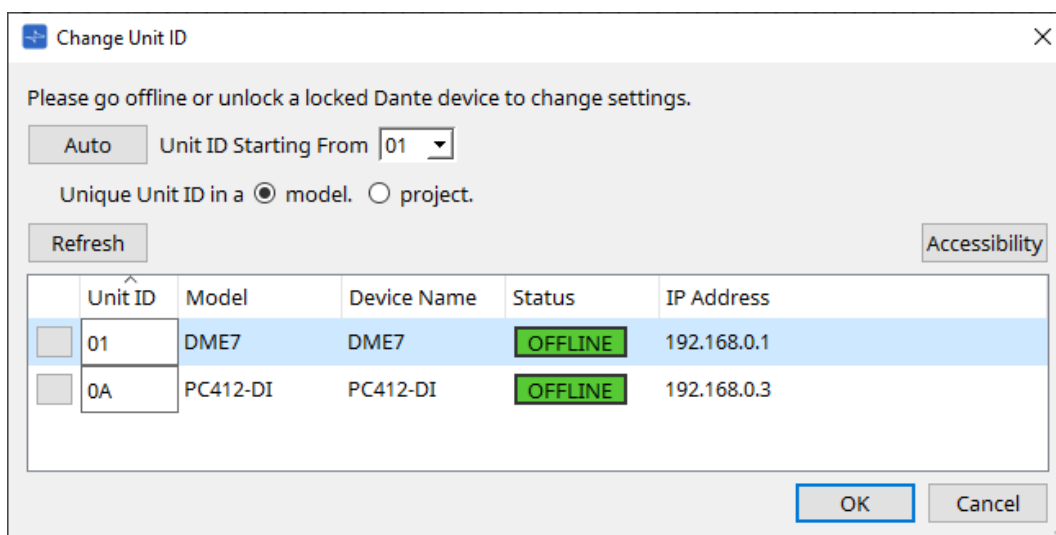 Change Unit ID
Please go offline or unlock a locked Dante device to change settings.
Auto Unit ID Starting From 01
Unique Unit ID in a model. project.
Refresh Accessibility
Unit ID Model Device Name Status IP Address
01 DME7 DME7 OFFLINE 192.168.0.1
0A PC412-DI PC412-DI OFFLINE 192.168.0.3
OK Cancel